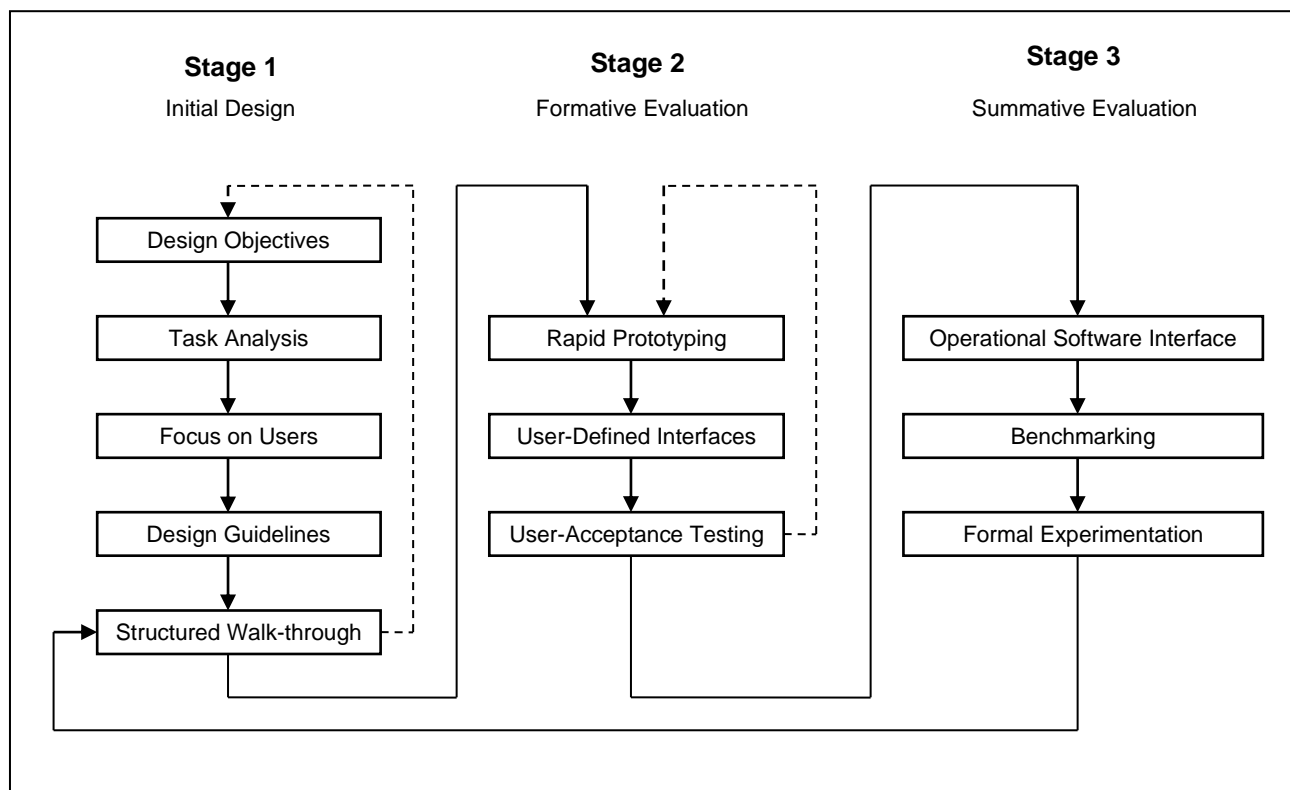 Stage 1
Initial Design
Design Objectives
Task Analysis
Focus on Users
Design Guidelines
Structured Walk-through
Stage 2
Formative Evaluation
Rapid Prototyping
User-Defined Interfaces
User-Acceptance Testing
Stage 3
Summative Evaluation
Operational Software Interface
Benchmarking
Formal Experimentation